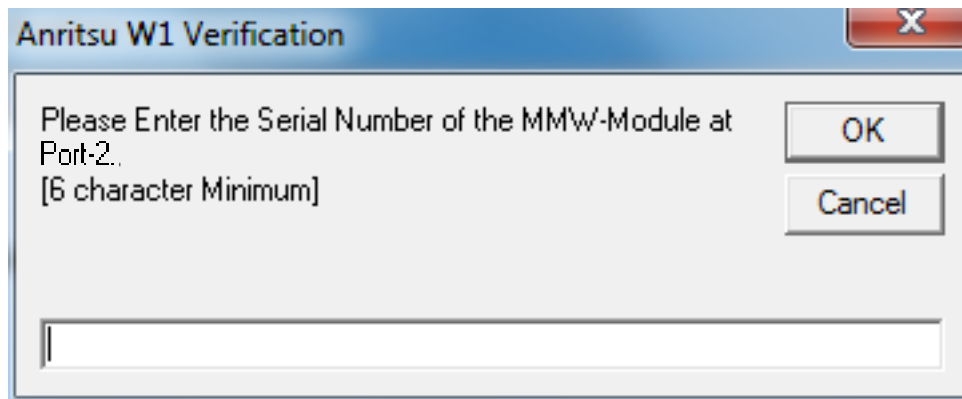 Anritsu W1 Verification
X
Please Enter the Serial Number of the MMW-Module at
Port-2..
[6 character Minimum]
OK
Cancel